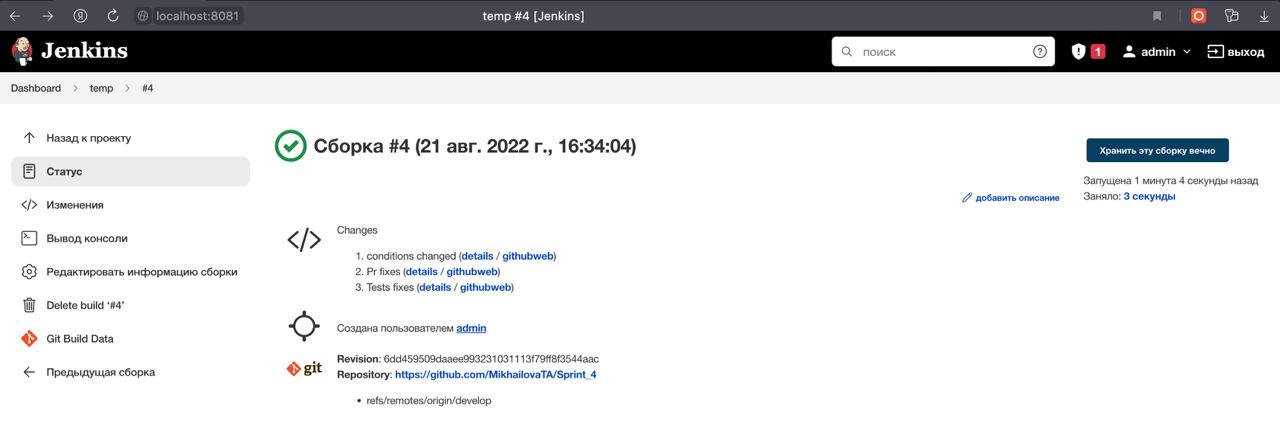 localhost:8081
temp #4 [Jenkins]
Jenkins
поиск
1
admin
выход
Dashboard
temp
#4
Назад к проекту
Статус
Изменения
Вывод консоли
Редактировать информацию сборки
Delete build ‘#4’
Git Build Data
Предыдущая сборка
Сборка #4 (21 авг. 2022 г., 16:34:04)
Хранить эту сборку вечно
Запущена 1 минута 4 секунды назад
Заняло: 3 секунды
добавить описание
Changes
1. conditions changed (details / githubweb)
2. Pr fixes (details / githubweb)
3. Tests fixes (details / githubweb)
Создана пользователем admin
git
Revision: 6dd459509daaee993231031113f79ff8f3544aac
Repository: https://github.com/MikhailovaTA/Sprint_4
• refs/remotes/origin/develop